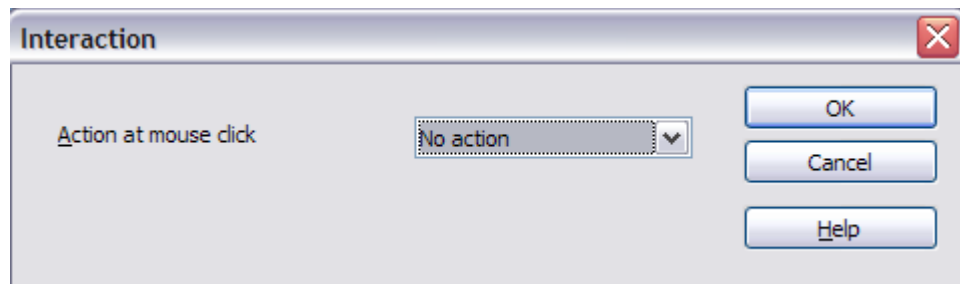 Interaction
Action at mouse click
No action
OK
Cancel
Help